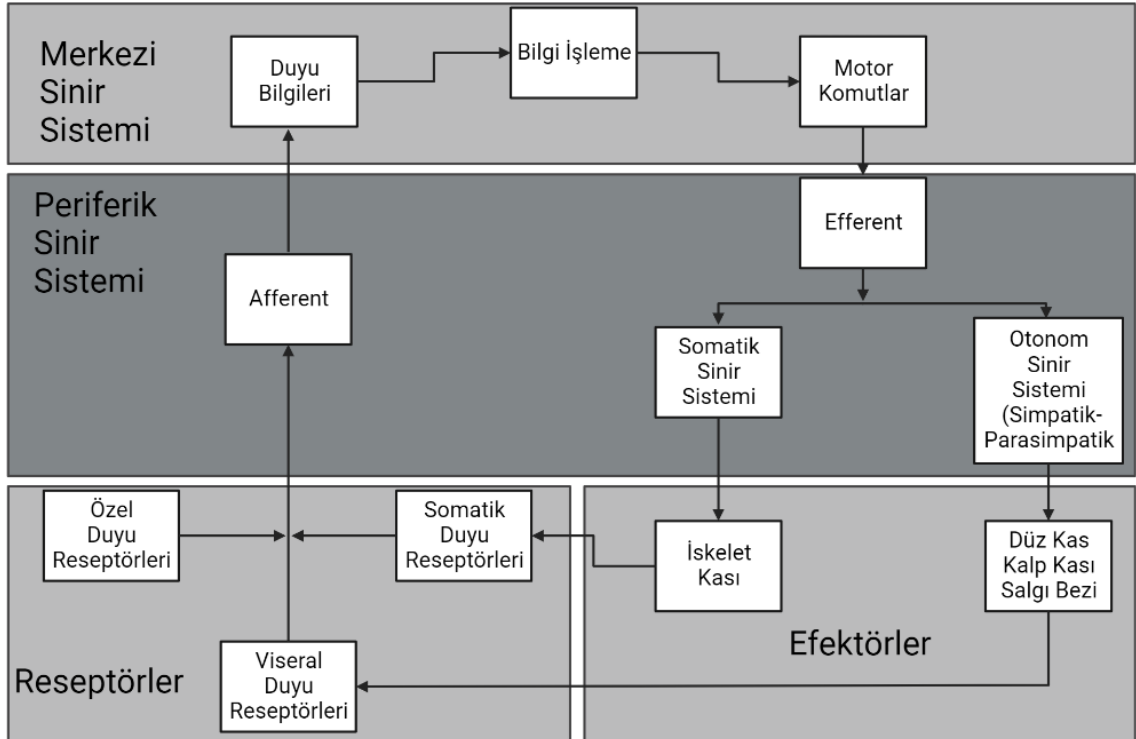 Merkezi
Sinir
Sistemi
Duyu
Bilgileri
Bilgi İşleme
Motor
Komutlar
Periferik
Sinir
Sistemi
Afferent
Efferent
Somatik
Sinir
Sistemi
Otonom
Sinir
Sistemi
(Simpatik-
Parasimpatik
Özel
Duyu
Reseptörleri
Somatik
Duyu
Reseptörleri
Viseral
Duyu
Reseptörleri
Reseptörler
İskelet
Kası
Düz Kas
Kalp Kası
Salgı Bezi
Efektörler